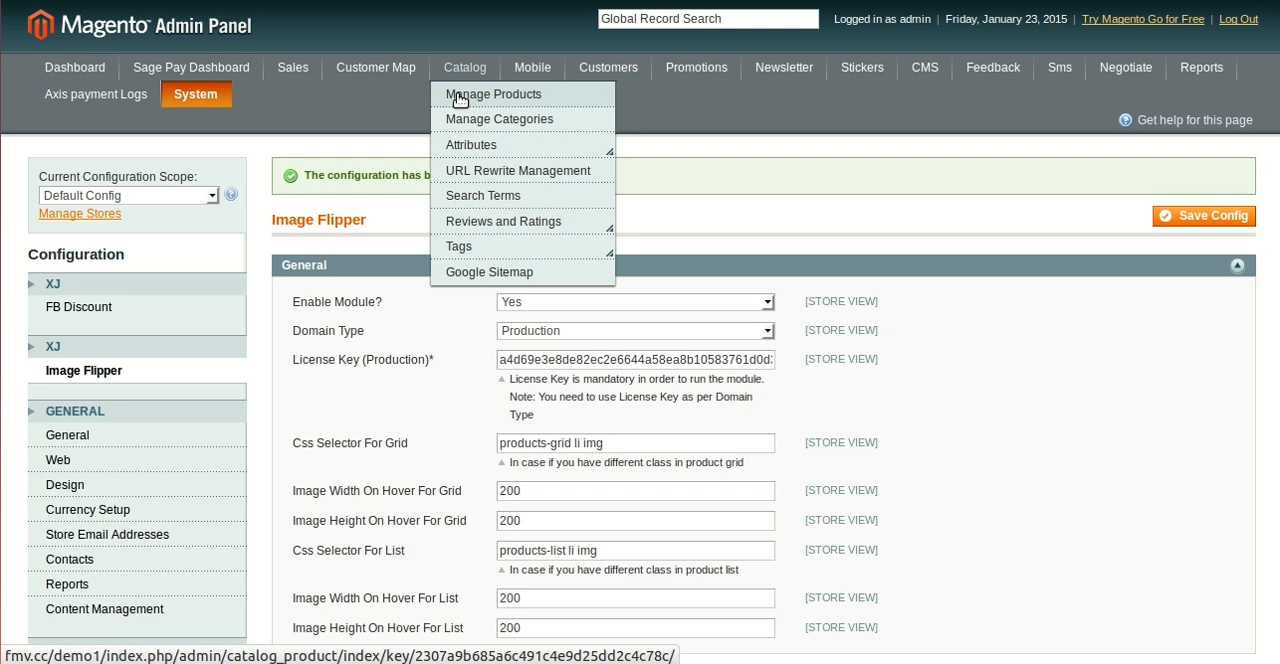 Magento™ Admin Panel
Global Record Search
Logged in as admin | Friday, January 23, 2015 | Try Magento Go for Free | Log Out
Dashboard Sage Pay Dashboard Sales Customer Map Catalog Mobile Customers Promotions Newsletter Stickers CMS Feedback Sms Negotiate Reports
Axis payment Logs System
Get help for this page
Manage Products
Manage Categories
Attributes
URL Rewrite Management
Search Terms
Reviews and Ratings
Tags
Google Sitemap
Current Configuration Scope:
Default Config
Manage Stores
Configuration
XJ
FB Discount
XJ
Image Flipper
GENERAL
General
Web
Design
Currency Setup
Store Email Addresses
Contacts
Reports
Content Management
The configuration has b
Image Flipper
Save Config
General
Enable Module? Yes [STORE VIEW]
Domain Type Production [STORE VIEW]
License Key (Production)* a4d69e3e8de82ec2e6644a58ea8b10583761d0d [STORE VIEW]
License Key is mandatory in order to run the module.
Note: You need to use License Key as per Domain
Type
Css Selector For Grid products-grid li img [STORE VIEW]
In case if you have different class in product grid
Image Width On Hover For Grid 200 [STORE VIEW]
Image Height On Hover For Grid 200 [STORE VIEW]
Css Selector For List products-list li img [STORE VIEW]
In case if you have different class in product list
Image Width On Hover For List 200 [STORE VIEW]
Image Height On Hover For List 200 [STORE VIEW]
fmv.cc/demo1/index.php/admin/catalog_product/index/key/2307a9b685a6c491c4e9d25dd2c4c78c/